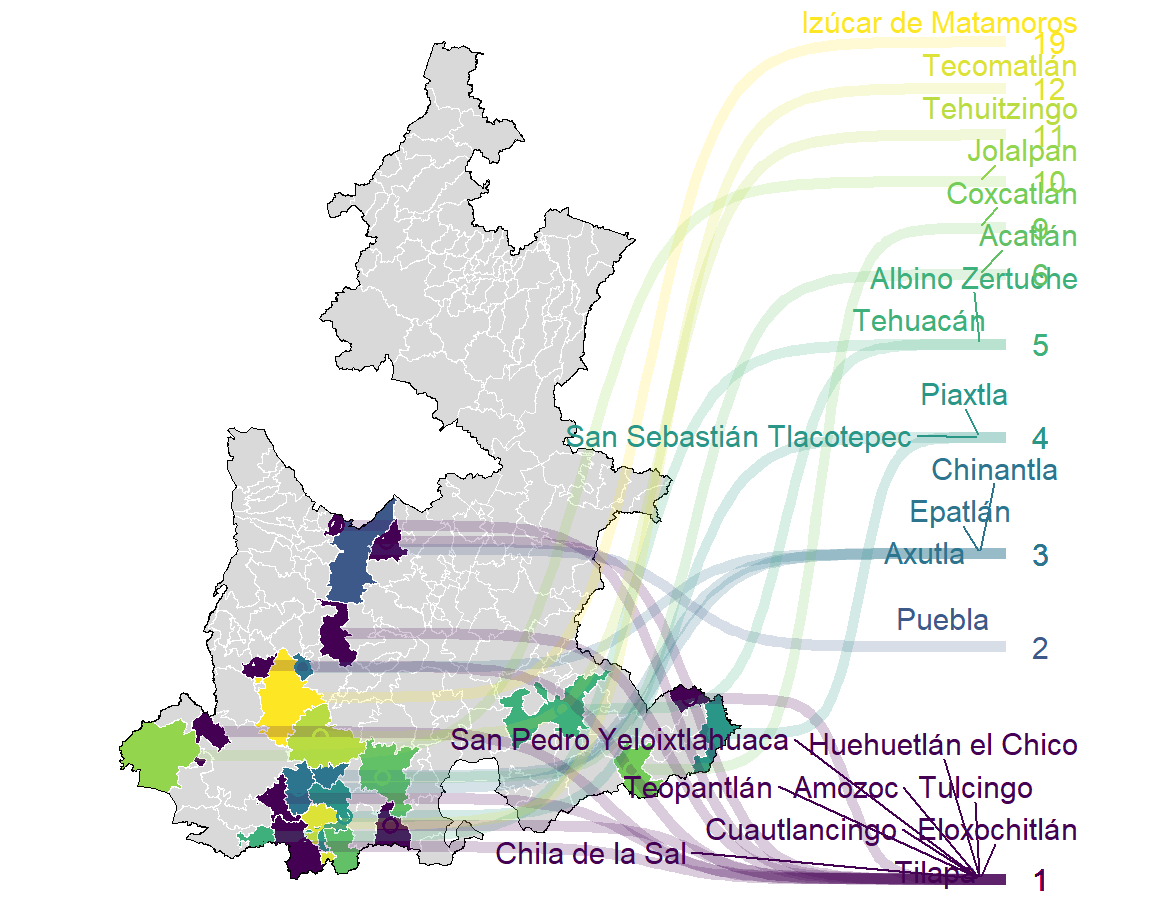 Izúcar de Matamoros
19
Tecomatlán
12
Tehuitzingo
11
Jolalpan
10
Coxcatlán
9
Acatlán
6
Albino Zertuche
Tehuacán
5
Piaxtla
San Sebastián Tlacotepec
4
Chinantla
Epatlán
Axutla
3
Puebla
2
San Pedro Yeloixtlahuaca
Huehuetlán el Chico
Teopantlán
Amozoc
Tulcingo
Cuautlancingo
Eloxochitlán
Chila de la Sal
Tilapa
1